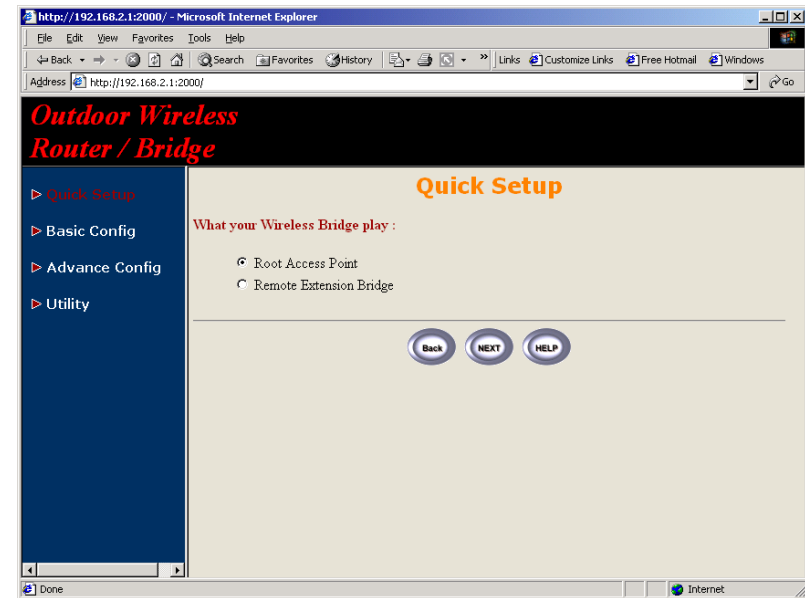 http://192.168.2.1:2000/ - Microsoft Internet Explorer
File Edit View Favorites Tools Help
Back Search Favorites History » Links Customize Links Free Hotmail Windows
Address http://192.168.2.1:2000/ Go
Outdoor Wireless
Router / Bridge
Quick Setup
Basic Config
Advance Config
Utility
Quick Setup
What your Wireless Bridge play :
Root Access Point
Remote Extension Bridge
Back NEXT HELP
Done Internet